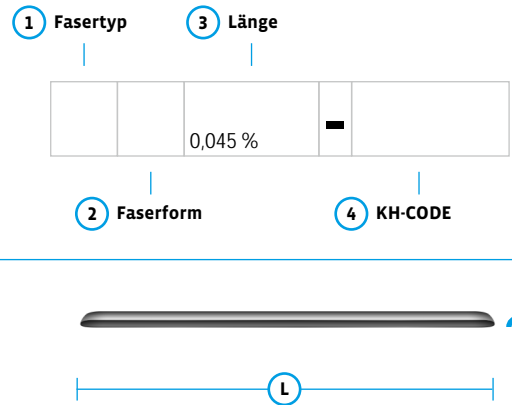 1 Fasertyp
3 Länge
0,045 %
-
2 Faserform
4 KH-CODE
L